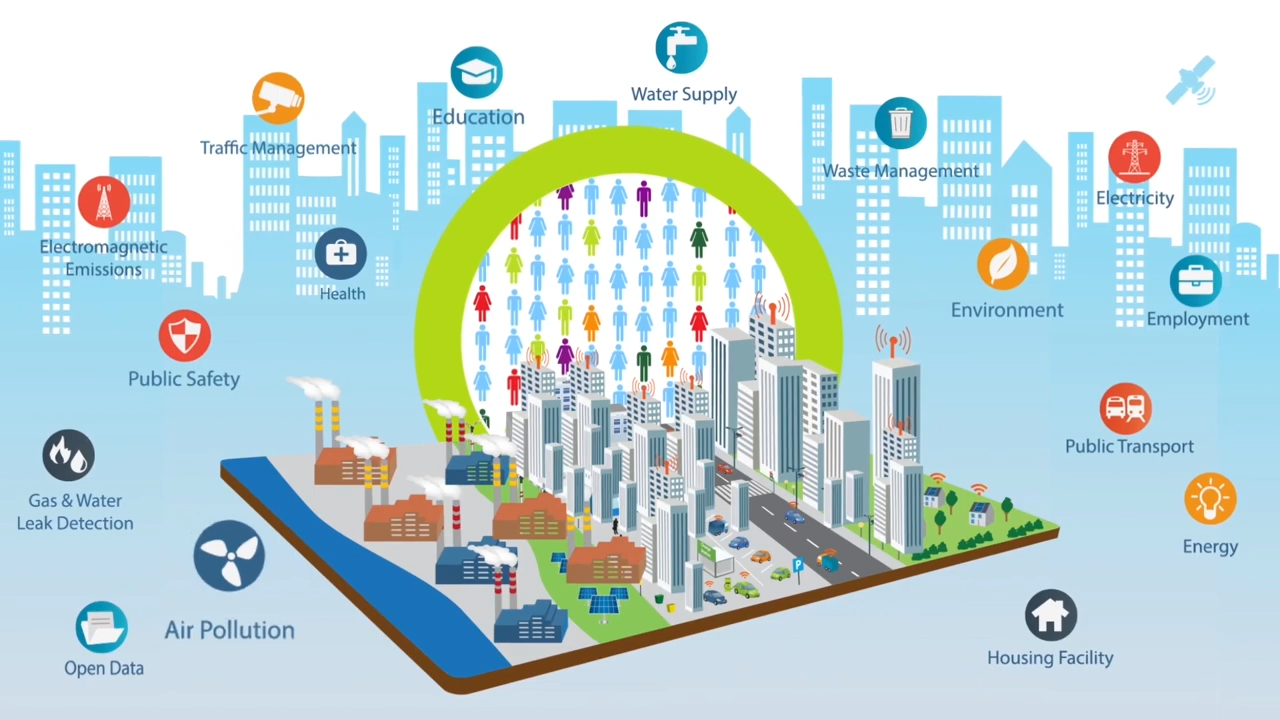 Water Supply
Education
Traffic Management
Waste Management
Electricity
Electromagnetic
Emissions
Health
Environment
Employment
Public Safety
Public Transport
Gas & Water
Leak Detection
Energy
Air Pollution
Open Data
Housing Facility
P